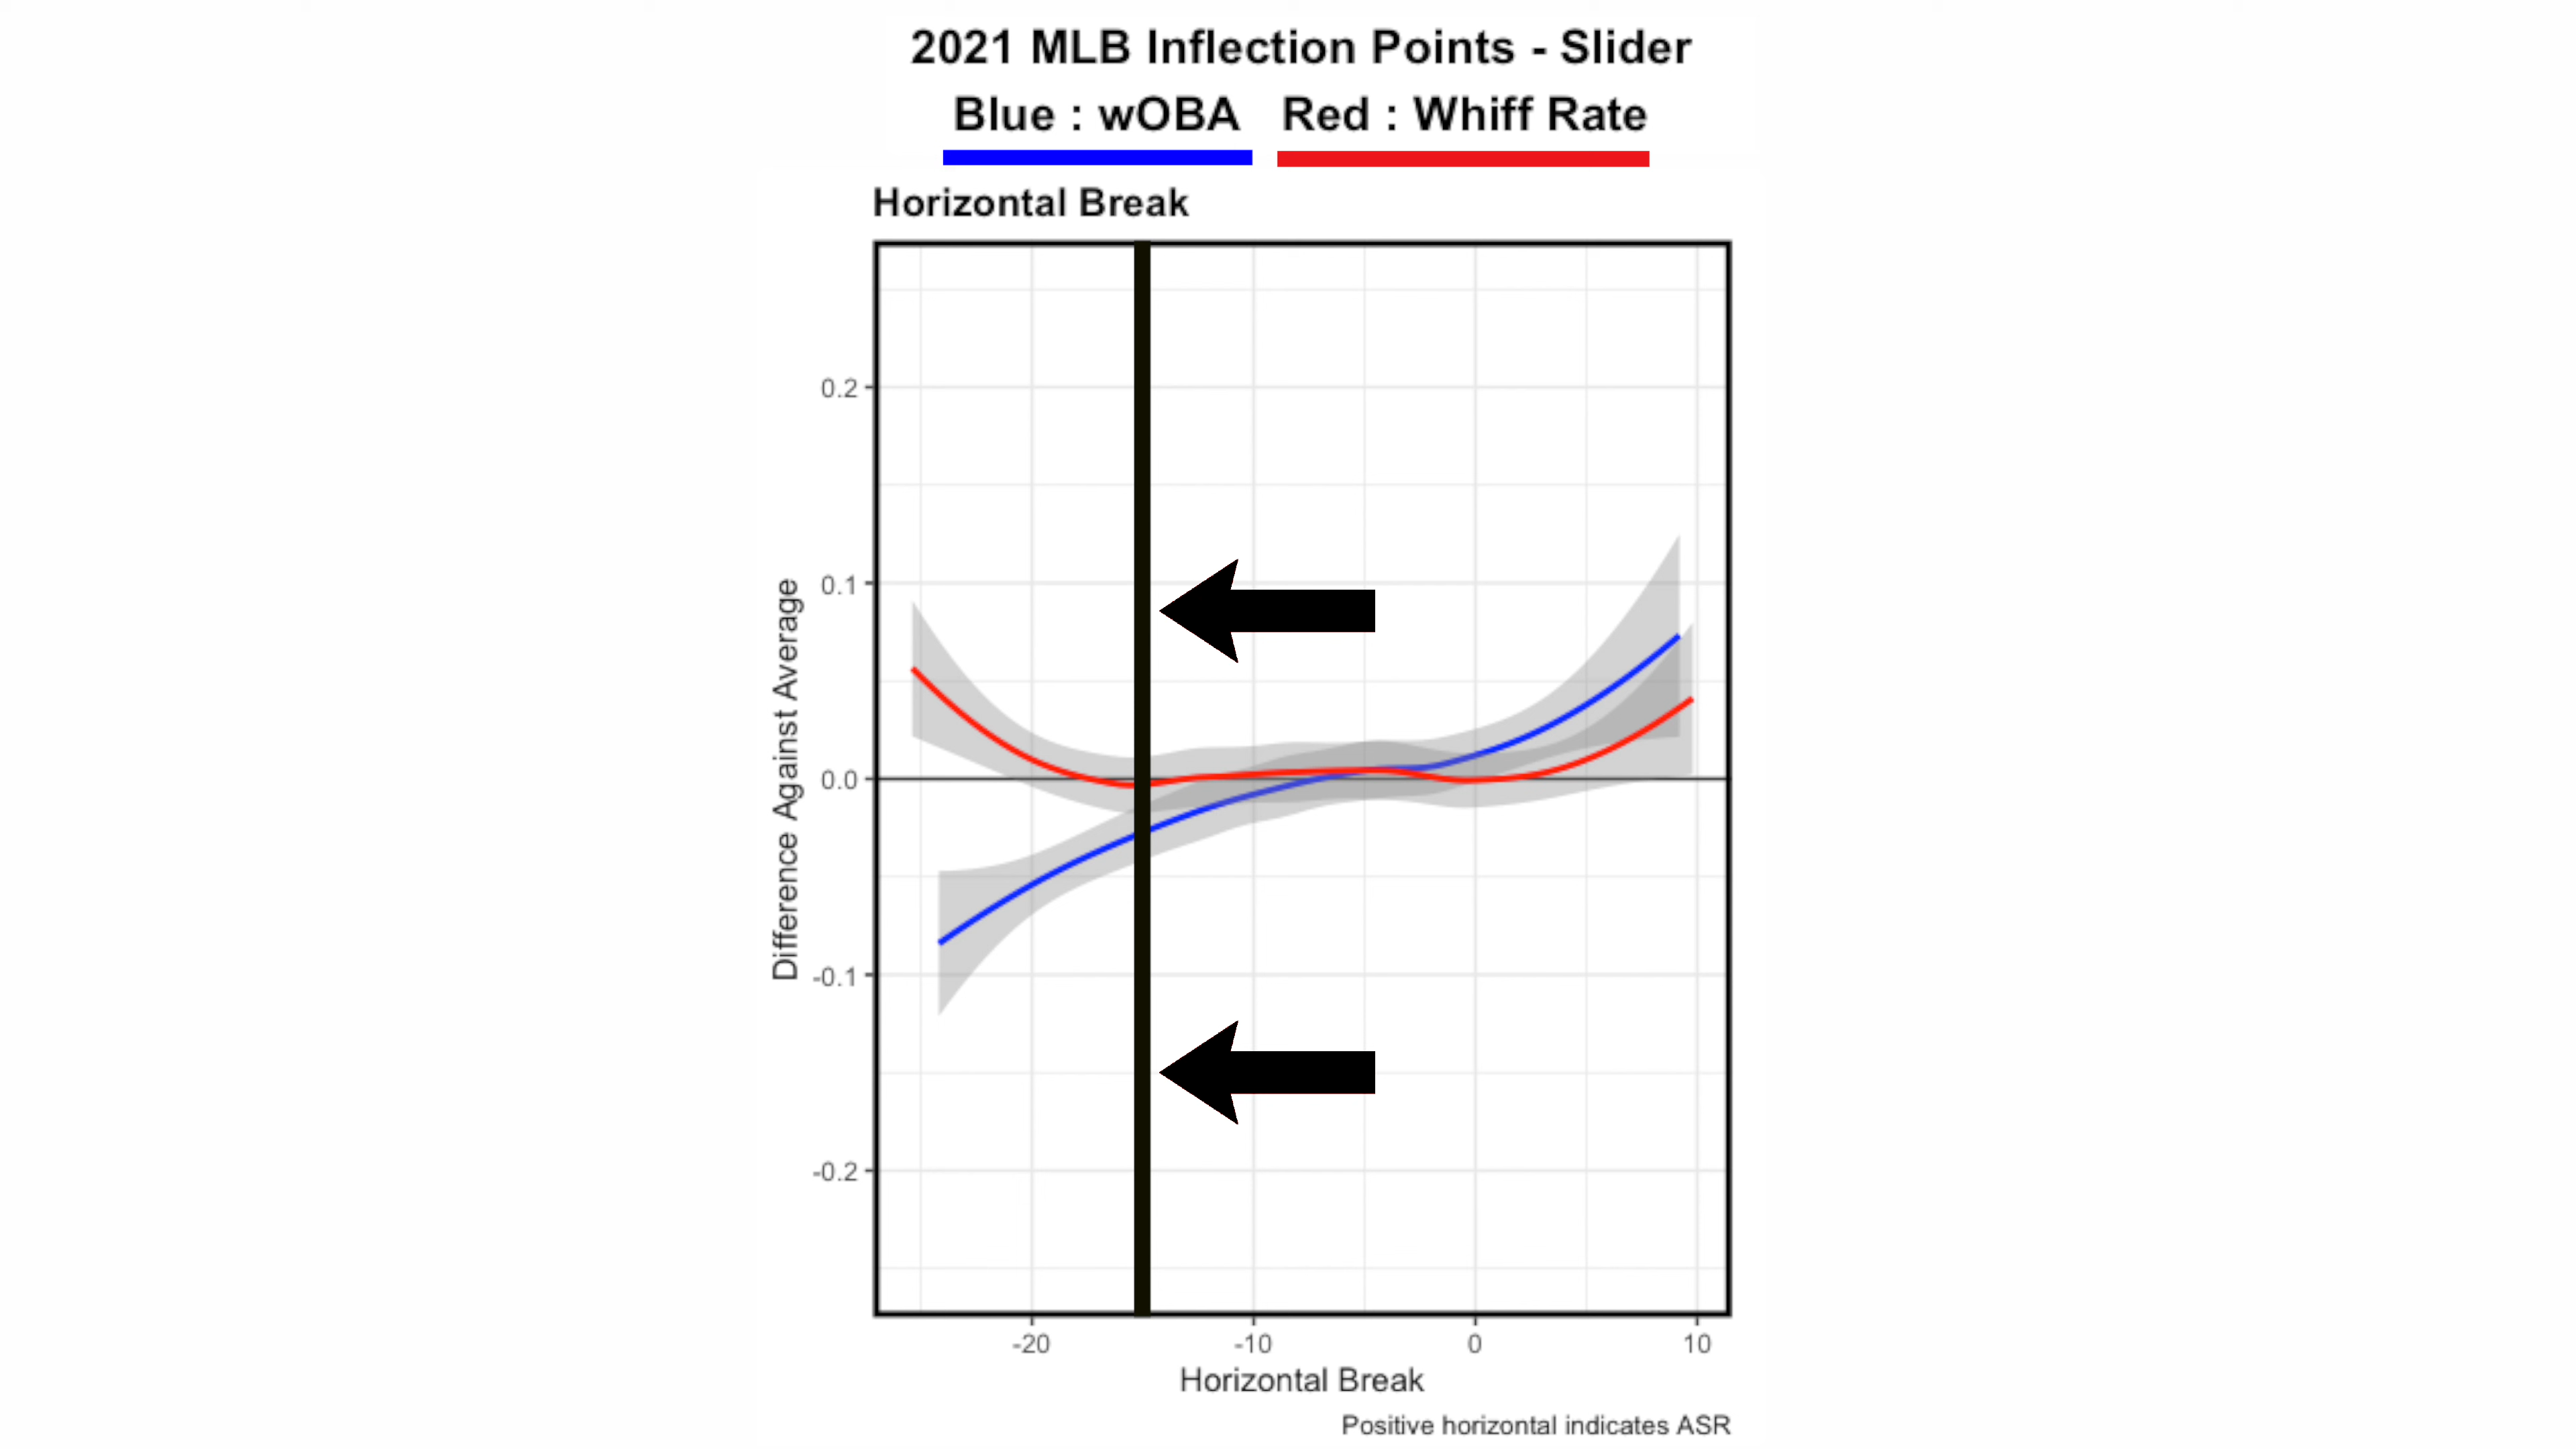 2021 MLB Inflection Points - Slider
Blue : wOBA Red : Whiff Rate
Horizontal Break
Difference Against Average
0.2
0.1
0.0
-0.1
-0.2
-20 -10 0 10
Horizontal Break
Positive horizontal indicates ASR